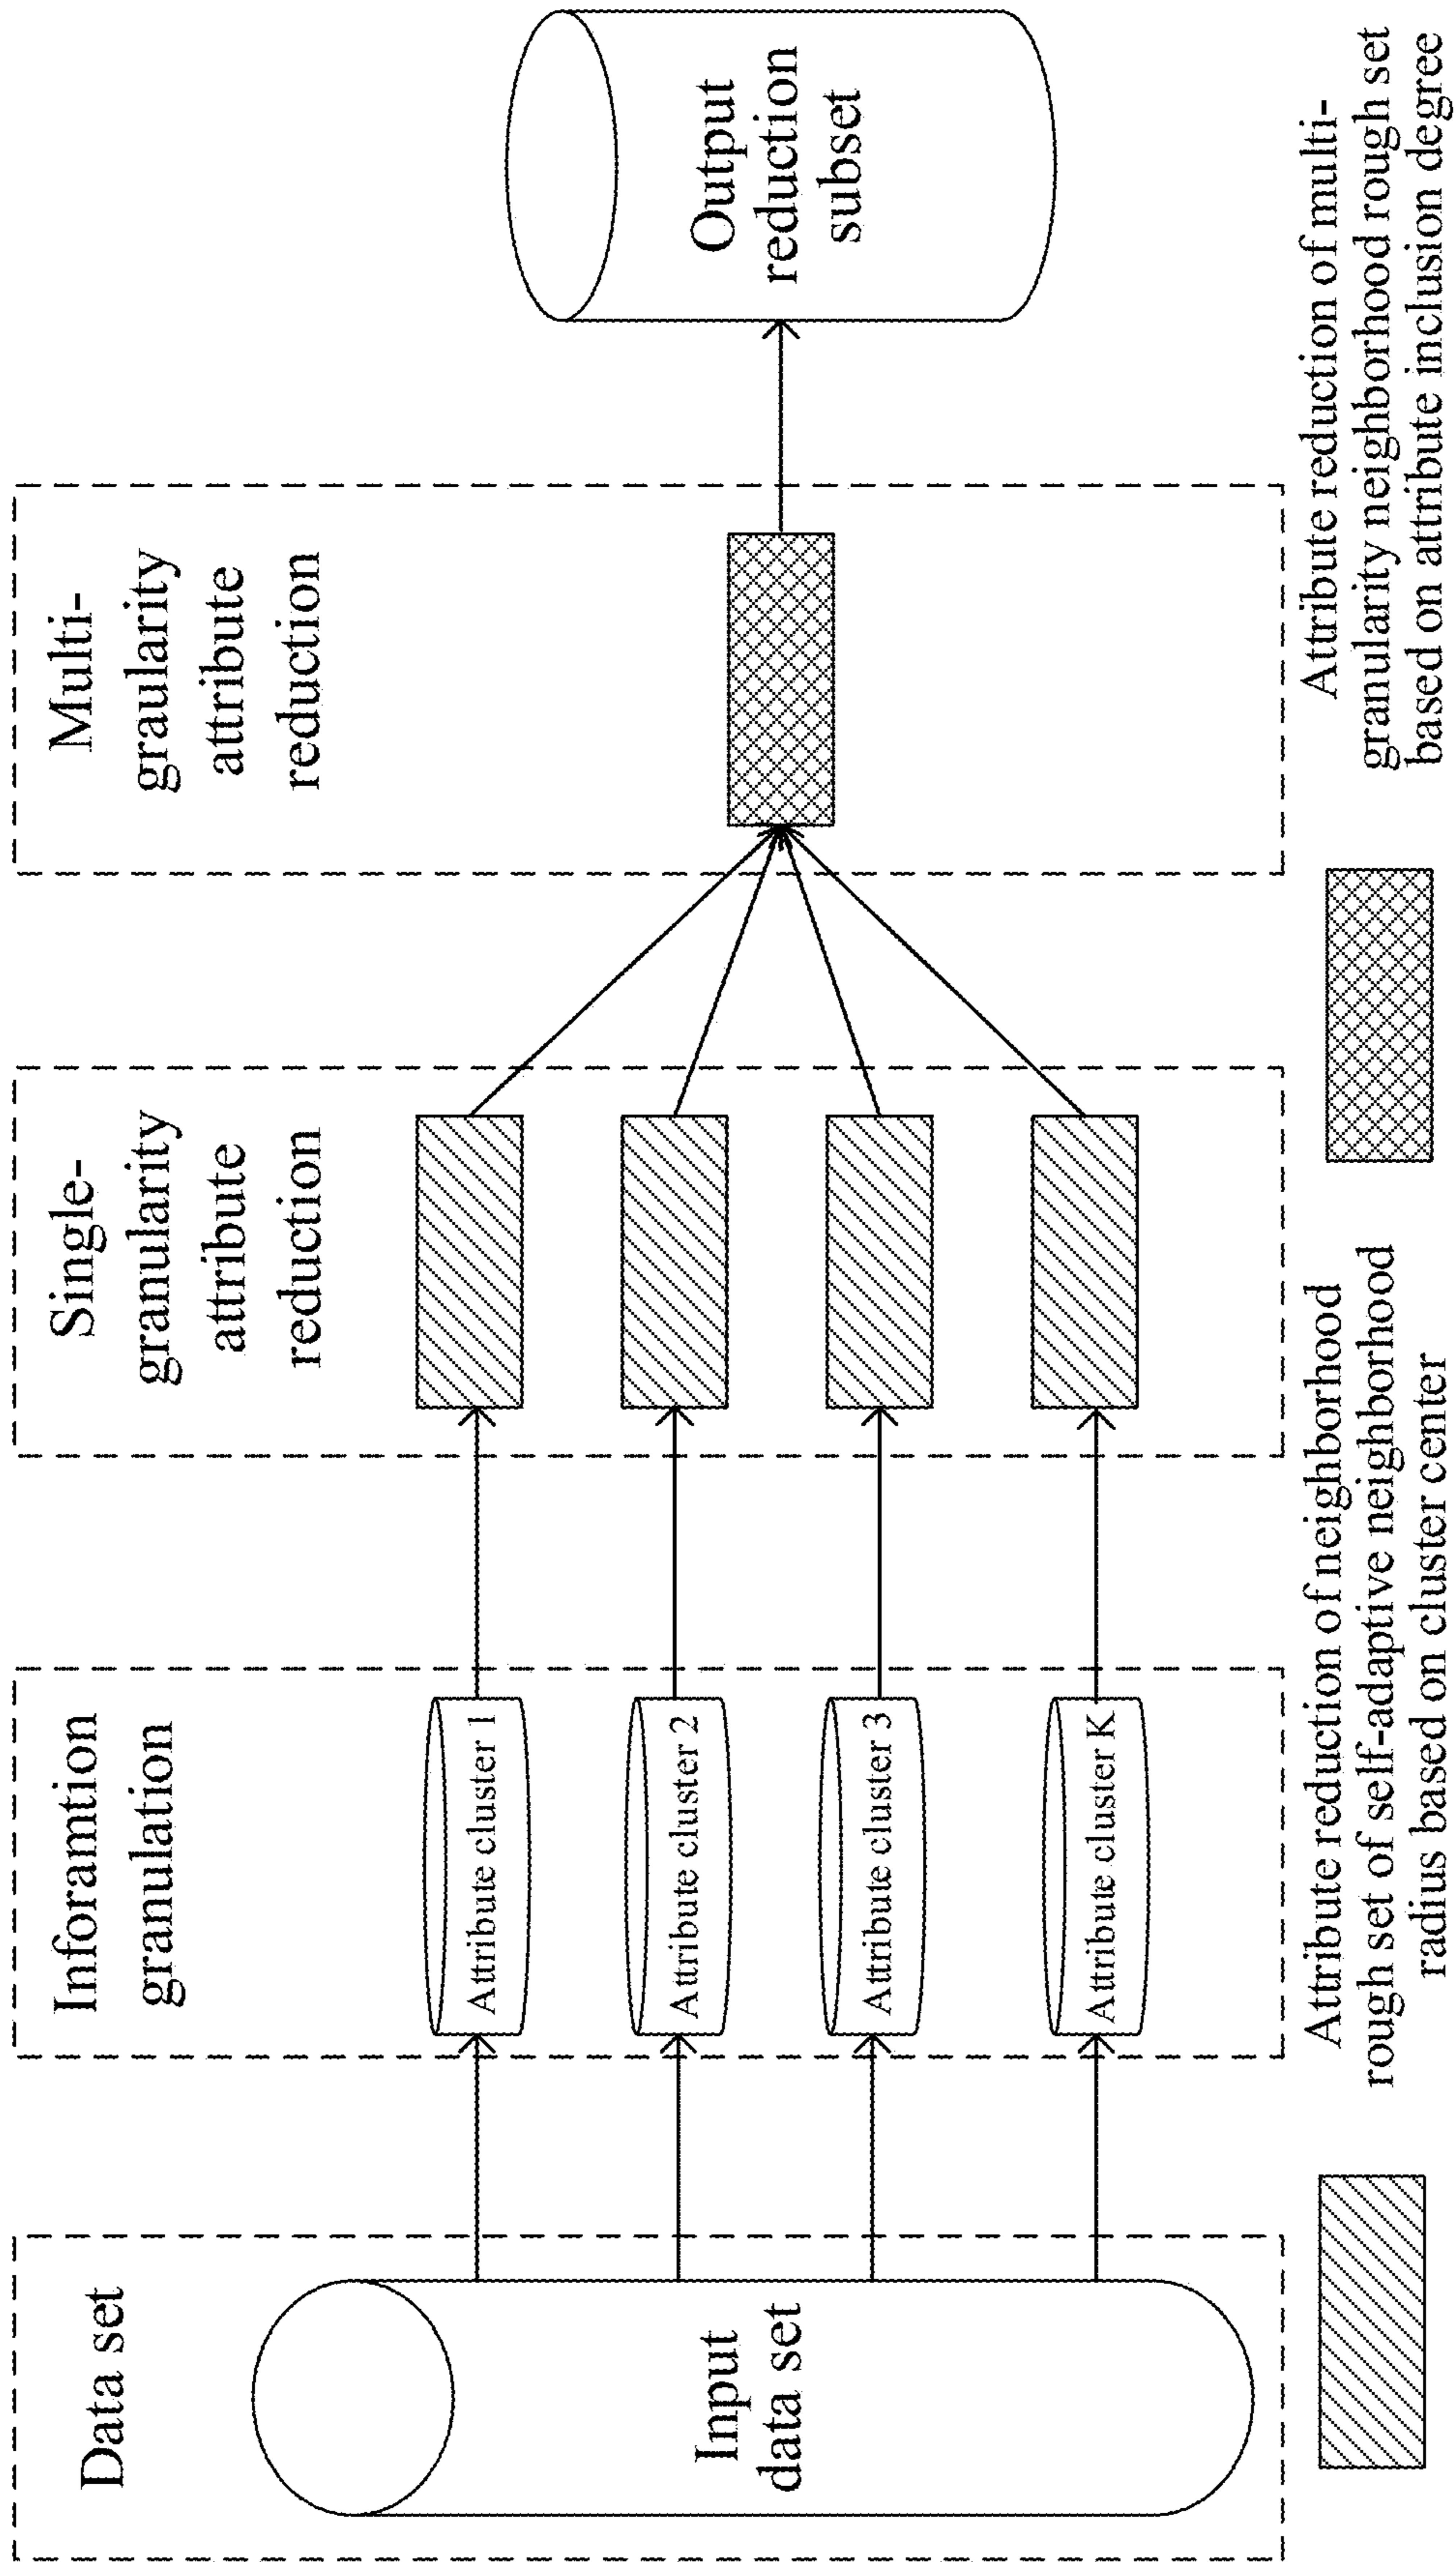 Data set
Input
data set
Inforamtion
granulation
Attribute cluster 1
Attribute cluster 2
Attribute cluster 3
Attribute cluster K
Single-
granularity
attribute
reduction
Multi-
graularity
attribute
reduction
Output
reduction
subset
Attribute reduction of neighborhood
rough set of self-adaptive neighborhood
radius based on cluster center
Attribute reduction of multi-
granularity neighborhood rough set
based on attribute inclusion degree